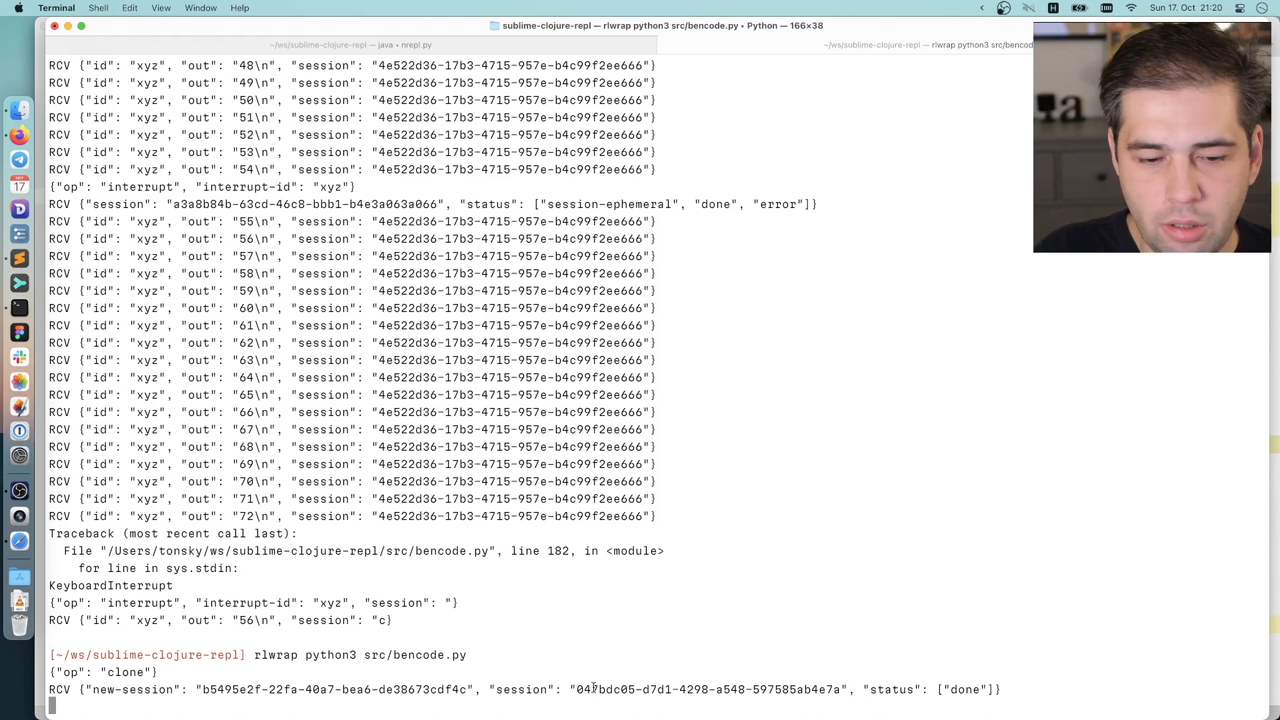 Terminal Shell Edit View Window Help Sun 17. Oct 21:20
sublime-clojure-repl — rlwrap python3 src/bencode.py • Python — 166×38
~/ws/sublime-clojure-repl — java • nrepl.py ~/ws/sublime-clojure-repl — rlwrap python3 src/bencod
RCV {"id": "xyz", "out": "48\n", "session": "4e522d36-17b3-4715-957e-b4c99f2ee666"}
RCV {"id": "xyz", "out": "49\n", "session": "4e522d36-17b3-4715-957e-b4c99f2ee666"}
RCV {"id": "xyz", "out": "50\n", "session": "4e522d36-17b3-4715-957e-b4c99f2ee666"}
RCV {"id": "xyz", "out": "51\n", "session": "4e522d36-17b3-4715-957e-b4c99f2ee666"}
RCV {"id": "xyz", "out": "52\n", "session": "4e522d36-17b3-4715-957e-b4c99f2ee666"}
RCV {"id": "xyz", "out": "53\n", "session": "4e522d36-17b3-4715-957e-b4c99f2ee666"}
RCV {"id": "xyz", "out": "54\n", "session": "4e522d36-17b3-4715-957e-b4c99f2ee666"}
{"op": "interrupt", "interrupt-id": "xyz"}
RCV {"session": "a3a8b84b-63cd-46c8-bbb1-b4e3a063a066", "status": ["session-ephemeral", "done", "error"]}
RCV {"id": "xyz", "out": "55\n", "session": "4e522d36-17b3-4715-957e-b4c99f2ee666"}
RCV {"id": "xyz", "out": "56\n", "session": "4e522d36-17b3-4715-957e-b4c99f2ee666"}
RCV {"id": "xyz", "out": "57\n", "session": "4e522d36-17b3-4715-957e-b4c99f2ee666"}
RCV {"id": "xyz", "out": "58\n", "session": "4e522d36-17b3-4715-957e-b4c99f2ee666"}
RCV {"id": "xyz", "out": "59\n", "session": "4e522d36-17b3-4715-957e-b4c99f2ee666"}
RCV {"id": "xyz", "out": "60\n", "session": "4e522d36-17b3-4715-957e-b4c99f2ee666"}
RCV {"id": "xyz", "out": "61\n", "session": "4e522d36-17b3-4715-957e-b4c99f2ee666"}
RCV {"id": "xyz", "out": "62\n", "session": "4e522d36-17b3-4715-957e-b4c99f2ee666"}
RCV {"id": "xyz", "out": "63\n", "session": "4e522d36-17b3-4715-957e-b4c99f2ee666"}
RCV {"id": "xyz", "out": "64\n", "session": "4e522d36-17b3-4715-957e-b4c99f2ee666"}
RCV {"id": "xyz", "out": "65\n", "session": "4e522d36-17b3-4715-957e-b4c99f2ee666"}
RCV {"id": "xyz", "out": "66\n", "session": "4e522d36-17b3-4715-957e-b4c99f2ee666"}
RCV {"id": "xyz", "out": "67\n", "session": "4e522d36-17b3-4715-957e-b4c99f2ee666"}
RCV {"id": "xyz", "out": "68\n", "session": "4e522d36-17b3-4715-957e-b4c99f2ee666"}
RCV {"id": "xyz", "out": "69\n", "session": "4e522d36-17b3-4715-957e-b4c99f2ee666"}
RCV {"id": "xyz", "out": "70\n", "session": "4e522d36-17b3-4715-957e-b4c99f2ee666"}
RCV {"id": "xyz", "out": "71\n", "session": "4e522d36-17b3-4715-957e-b4c99f2ee666"}
RCV {"id": "xyz", "out": "72\n", "session": "4e522d36-17b3-4715-957e-b4c99f2ee666"}
Traceback (most recent call last):
File "/Users/tonsky/ws/sublime-clojure-repl/src/bencode.py", line 182, in <module>
for line in sys.stdin:
KeyboardInterrupt
{"op": "interrupt", "interrupt-id": "xyz", "session": "}
RCV {"id": "xyz", "out": "56\n", "session": "c}
[~/ws/sublime-clojure-repl] rlwrap python3 src/bencode.py
{"op": "clone"}
RCV {"new-session": "b5495e2f-22fa-40a7-bea6-de38673cdf4c", "session": "047bdc05-d7d1-4298-a548-597585ab4e7a", "status": ["done"]}